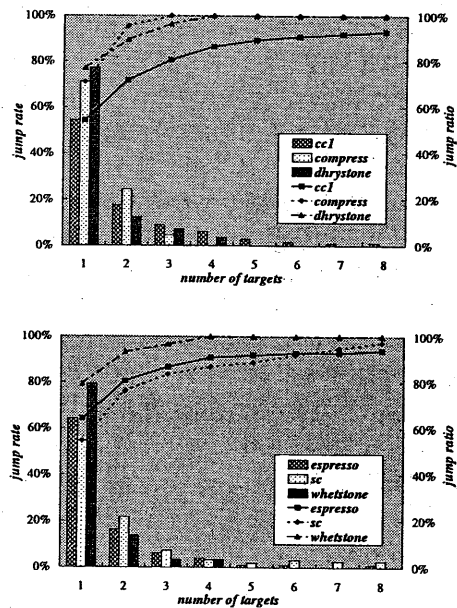 100%
80%
60%
40%
20%
0%
jump rate
100%
80%
60%
40%
20%
0%
jump ratio
cc1
compress
dhrystone
cc1
compress
dhrystone
1 2 3 4 5 6 7 8
number of targets
100%
80%
60%
40%
20%
0%
jump rate
100%
80%
60%
40%
20%
0%
jump ratio
espresso
sc
whetstone
espresso
sc
whetstone
1 2 3 4 5 6 7 8
number of targets